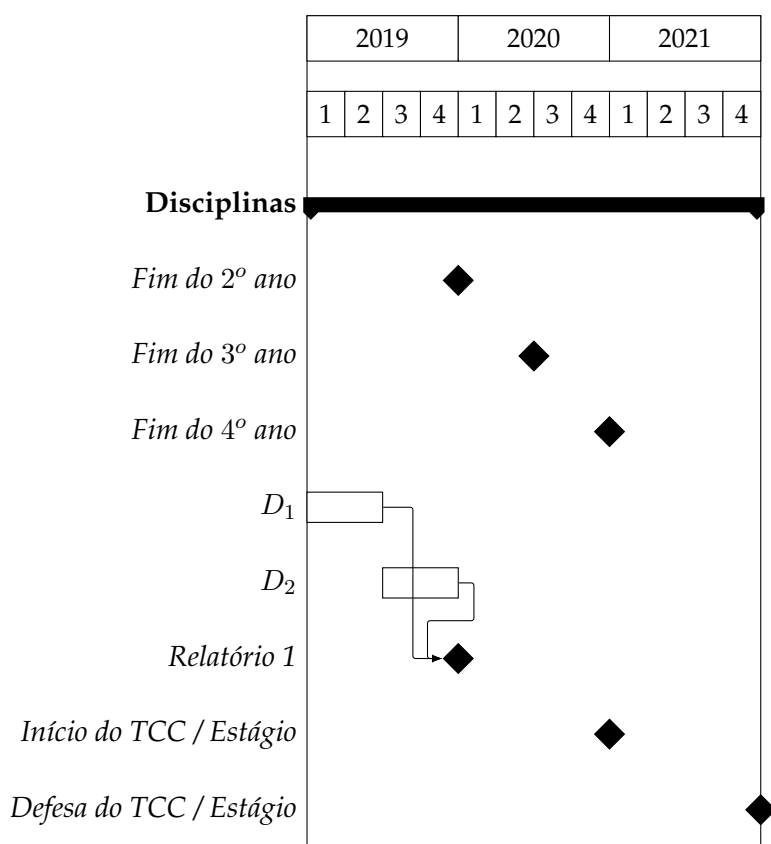 2019 2020 2021
1 2 3 4 1 2 3 4 1 2 3 4
Disciplinas
Fim do 2º ano
Fim do 3º ano
Fim do 4º ano
D₁
D₂
Relatório 1
Início do TCC / Estágio
Defesa do TCC / Estágio